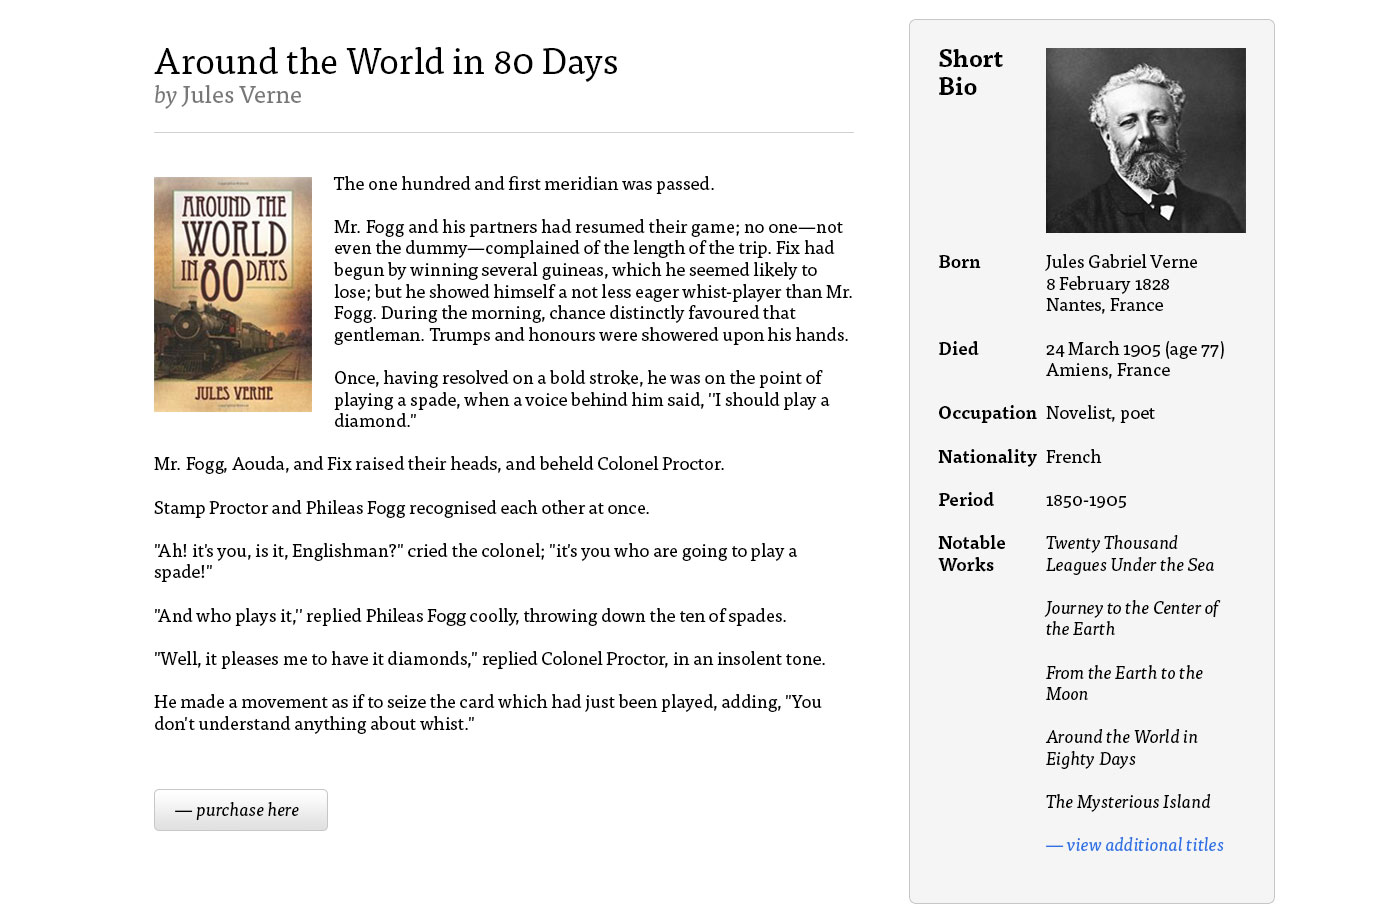 Around the World in 80 Days
by Jules Verne
AROUND THE
WORLD
IN 80 DAYS
JULES VERNE
The one hundred and first meridian was passed.
Mr. Fogg and his partners had resumed their game; no one—not
even the dummy—complained of the length of the trip. Fix had
begun by winning several guineas, which he seemed likely to
lose; but he showed himself a not less eager whist-player than Mr.
Fogg. During the morning, chance distinctly favoured that
gentleman. Trumps and honours were showered upon his hands.
Once, having resolved on a bold stroke, he was on the point of
playing a spade, when a voice behind him said, "I should play a
diamond."
Mr. Fogg, Aouda, and Fix raised their heads, and beheld Colonel Proctor.
Stamp Proctor and Phileas Fogg recognised each other at once.
"Ah! it's you, is it, Englishman?" cried the colonel; "it's you who are going to play a
spade!"
"And who plays it," replied Phileas Fogg coolly, throwing down the ten of spades.
"Well, it pleases me to have it diamonds," replied Colonel Proctor, in an insolent tone.
He made a movement as if to seize the card which had just been played, adding, "You
don't understand anything about whist."
— purchase here
Short
Bio
Born Jules Gabriel Verne
8 February 1828
Nantes, France
Died 24 March 1905 (age 77)
Amiens, France
Occupation Novelist, poet
Nationality French
Period 1850-1905
Notable Twenty Thousand
Works Leagues Under the Sea
Journey to the Center of
the Earth
From the Earth to the
Moon
Around the World in
Eighty Days
The Mysterious Island
— view additional titles